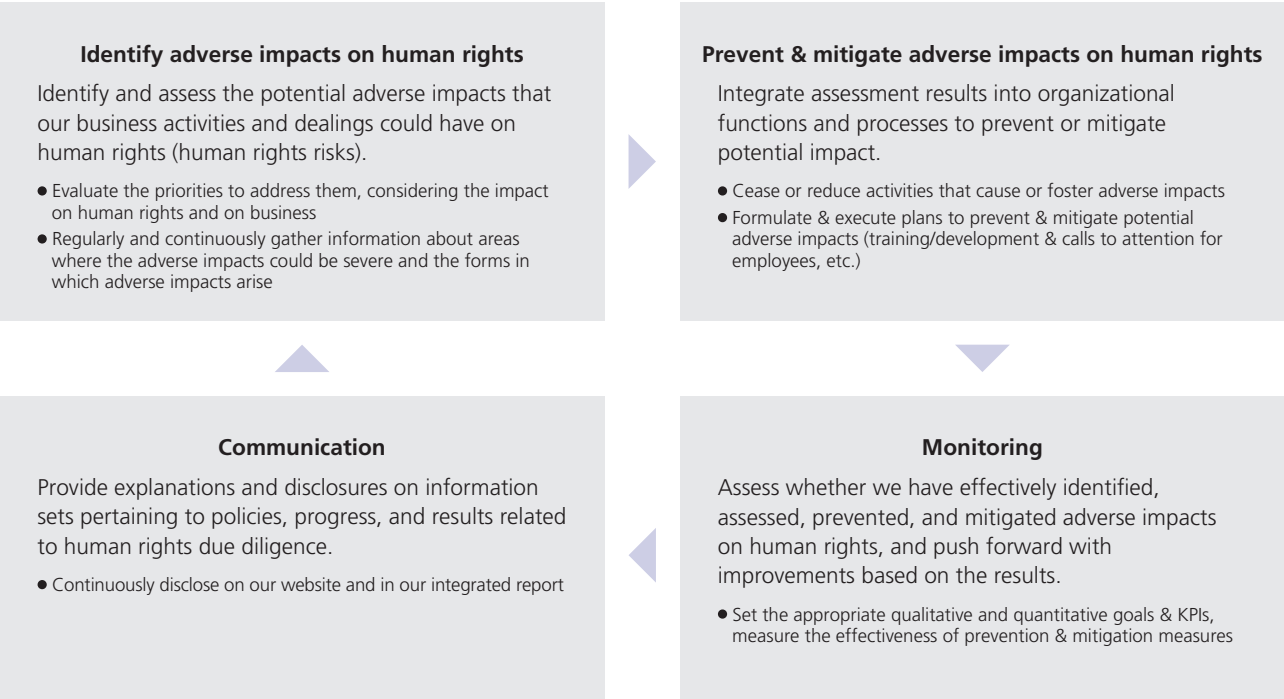 Identify adverse impacts on human rights
Identify and assess the potential adverse impacts that
our business activities and dealings could have on
human rights (human rights risks).
● Evaluate the priorities to address them, considering the impact
on human rights and on business
● Regularly and continuously gather information about areas
where the adverse impacts could be severe and the forms in
which adverse impacts arise
Prevent & mitigate adverse impacts on human rights
Integrate assessment results into organizational
functions and processes to prevent or mitigate
potential impact.
● Cease or reduce activities that cause or foster adverse impacts
● Formulate & execute plans to prevent & mitigate potential
adverse impacts (training/development & calls to attention for
employees, etc.)
Monitoring
Assess whether we have effectively identified,
assessed, prevented, and mitigated adverse impacts
on human rights, and push forward with
improvements based on the results.
● Set the appropriate qualitative and quantitative goals & KPIs,
measure the effectiveness of prevention & mitigation measures
Communication
Provide explanations and disclosures on information
sets pertaining to policies, progress, and results related
to human rights due diligence.
● Continuously disclose on our website and in our integrated report